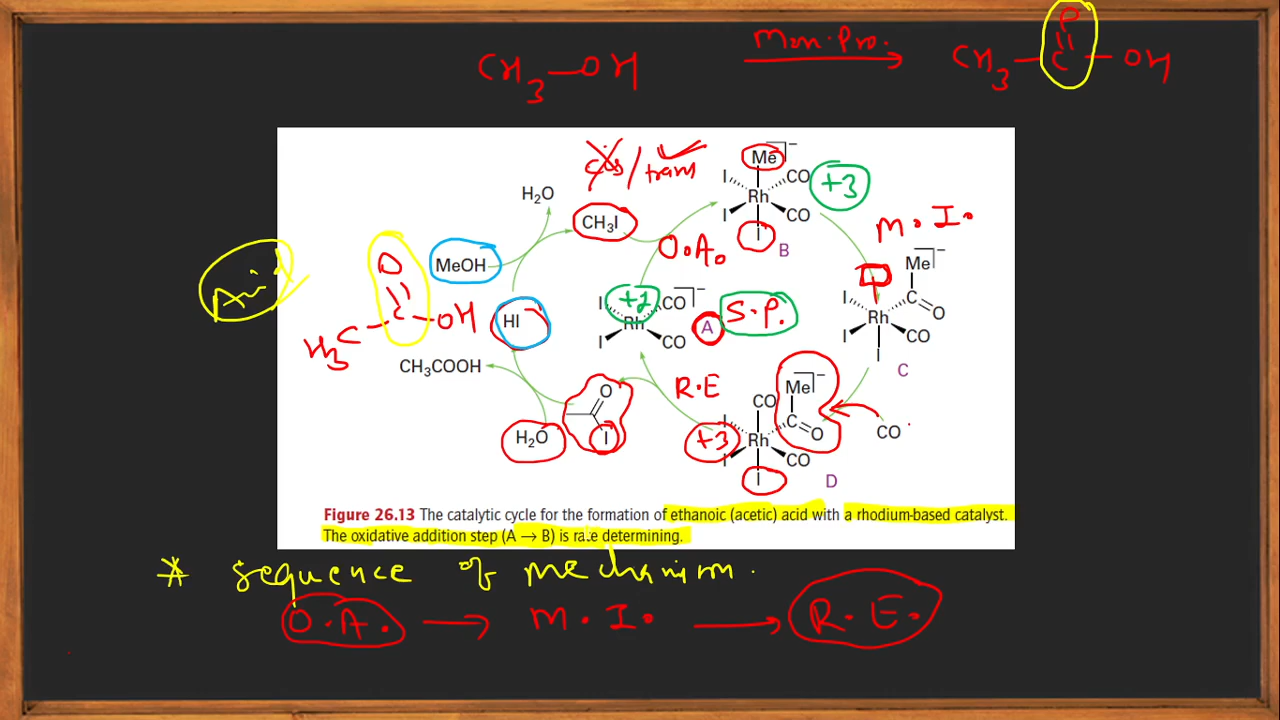 CH3—OH
Mon. Pro.
CH3—C—OH
O
cis/trans
H2O
CH3I
MeOH
HI
CH3COOH
H2O
O
I
Acid
O
H3C—C—OH
O.A.
Me
−
I
CO
Rh
I
CO
I
B
+3
M.I.
Me
−
C
O
I
Rh
I
CO
I
C
+1
I
CO
−
Rh
I
CO
A
S.P.
R.E
CO
Me
−
C
O
I
Rh
I
CO
I
D
+3
CO
Figure 26.13 The catalytic cycle for the formation of ethanoic (acetic) acid with a rhodium-based catalyst.
The oxidative addition step (A → B) is rate determining.
* sequence of mechanism.
O.A. → M.I. → R.E.